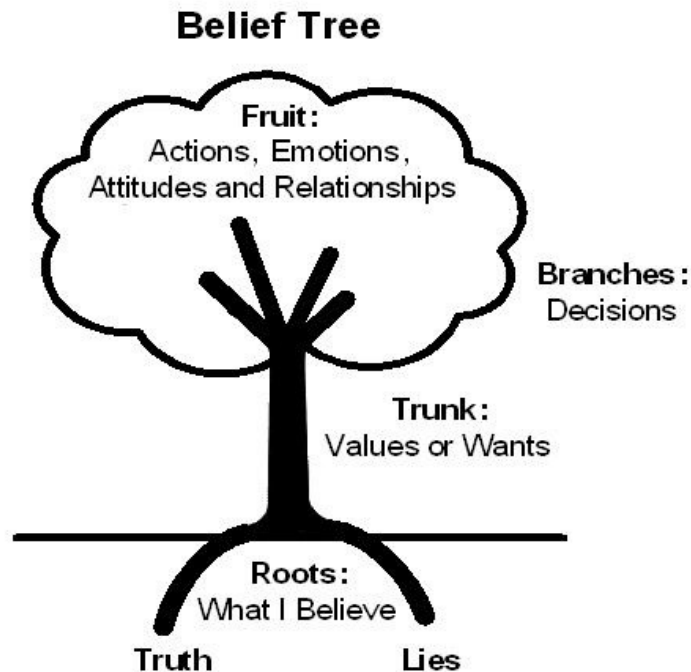 Belief Tree
Fruit:
Actions, Emotions,
Attitudes and Relationships
Branches:
Decisions
Trunk:
Values or Wants
Roots:
What I Believe
Truth
Lies